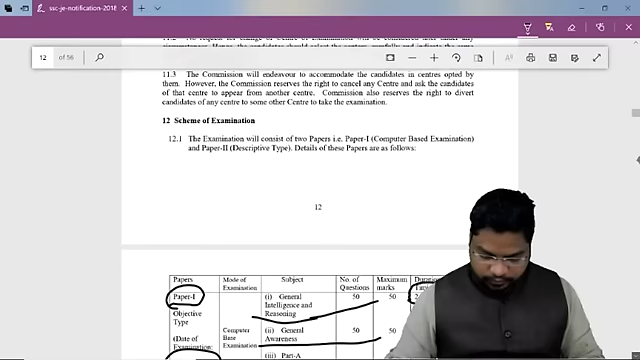 ssc-je-notification-2018
12 of 56
11.3 The Commission will endeavour to accommodate the candidates in centres opted by
them. However, the Commission reserves the right to cancel any Centre and ask the candidates
of that centre to appear from another centre. Commission also reserves the right to divert
candidates of any centre to some other Centre to take the examination.
12 Scheme of Examination
12.1 The Examination will consist of two Papers i.e. Paper-I (Computer Based Examination)
and Paper-II (Descriptive Type). Details of these Papers are as follows:
12
Papers Mode of Examination Subject No. of Questions Maximum marks
Paper-I
Objective Type
(Date of Examination:
Computer Base Examination
(i) General Intelligence and Reasoning 50 50
(ii) General Awareness 50 50
(iii) Part-A